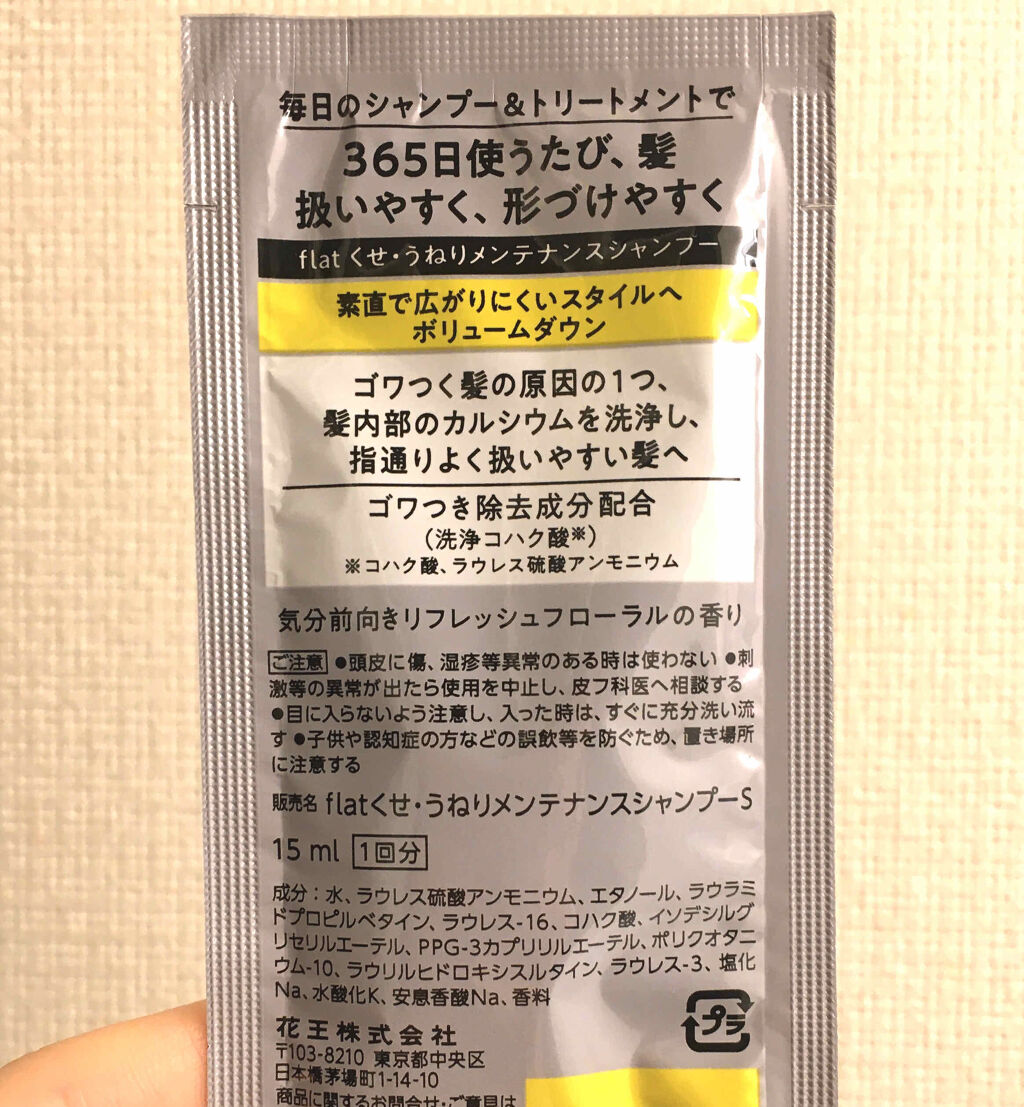 毎日のシャンプー&トリートメントで
365日使うたび、髪
扱いやすく、形づけやすく
flat くせ・うねりメンテナンスシャンプー
素直で広がりにくいスタイルへ
ボリュームダウン
ゴワつく髪の原因の1つ、
髪内部のカルシウムを洗浄し、
指通りよく扱いやすい髪へ
ゴワつき除去成分配合
(洗浄コハク酸※)
※コハク酸、ラウレス硫酸アンモニウム
気分前向きリフレッシュフローラルの香り
ご注意 ●頭皮に傷、湿疹等異常のある時は使わない ●刺
激等の異常が出たら使用を中止し、皮フ科医へ相談する
●目に入らないよう注意し、入った時は、すぐに充分洗い流
す ●子供や認知症の方などの誤飲等を防ぐため、置き場所
に注意する
販売名 flatくせ・うねりメンテナンスシャンプーS
15 ml 1回分
成分:水、ラウレス硫酸アンモニウム、エタノール、ラウラミ
ドプロピルベタイン、ラウレス-16、コハク酸、イソデシルグ
リセリルエーテル、PPG-3カプリリルエーテル、ポリクオタニ
ウム-10、ラウリルヒドロキシスルタイン、ラウレス-3、塩化
Na、水酸化K、安息香酸Na、香料
プラ
花王株式会社
〒103-8210 東京都中央区
日本橋茅場町1-14-10
商品に関するお問合せ・ご意見は